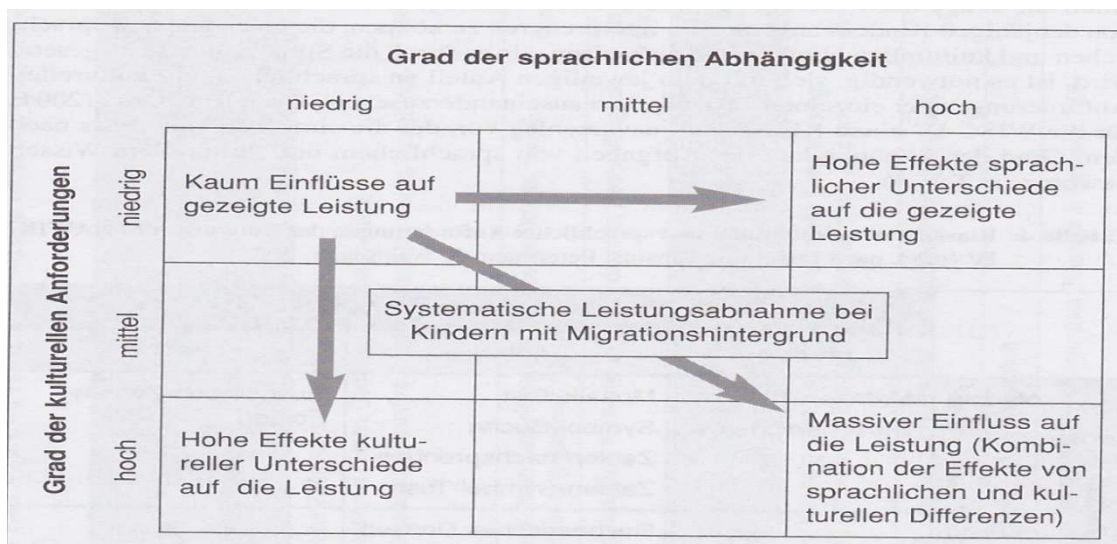 Grad der sprachlichen Abhängigkeit
niedrig mittel hoch
Grad der kulturellen Anforderungen
niedrig
Kaum Einflüsse auf
gezeigte Leistung
Hohe Effekte sprach-
licher Unterschiede
auf die gezeigte
Leistung
mittel
Systematische Leistungsabnahme bei
Kindern mit Migrationshintergrund
hoch
Hohe Effekte kultu-
reller Unterschiede
auf die Leistung
Massiver Einfluss auf
die Leistung! (Kombi-
nation der Effekte von
sprachlichen und kul-
turellen Differenzen)